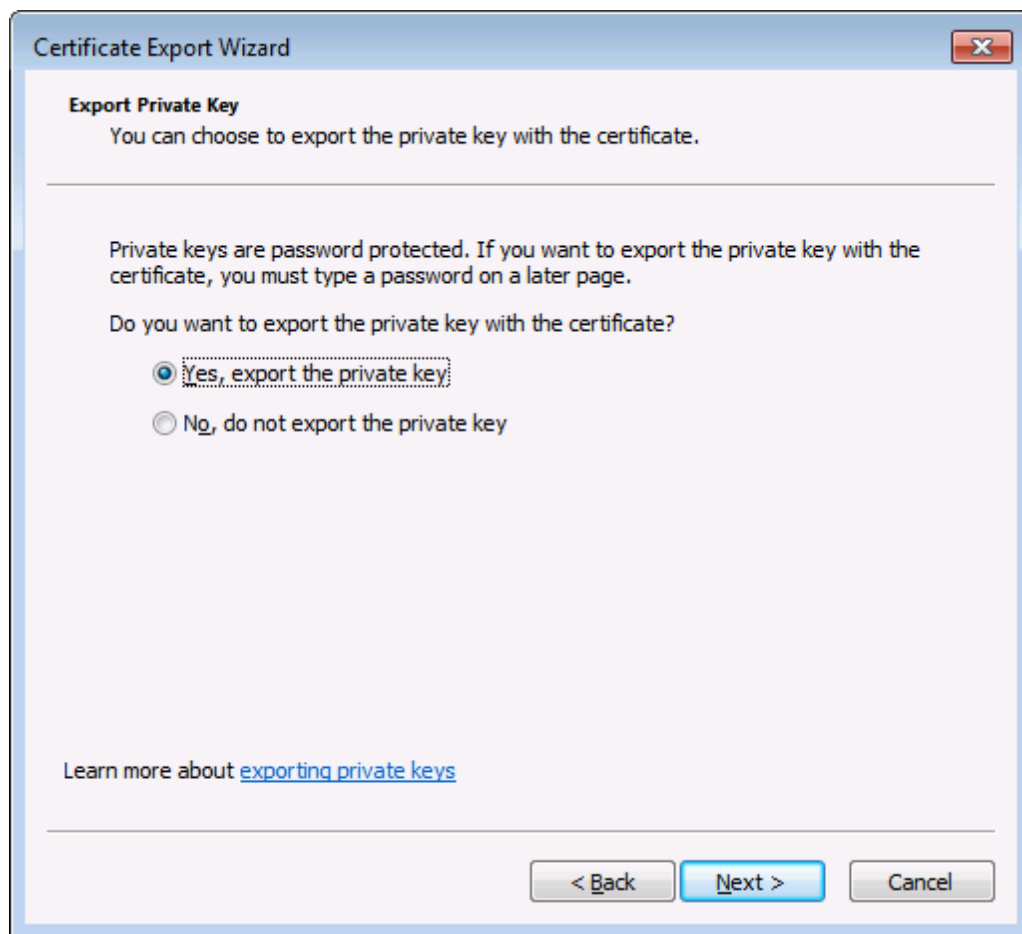 Certificate Export Wizard
Export Private Key
You can choose to export the private key with the certificate.
Private keys are password protected. If you want to export the private key with the
certificate, you must type a password on a later page.
Do you want to export the private key with the certificate?
Yes, export the private key
No, do not export the private key
Learn more about exporting private keys
< Back Next > Cancel